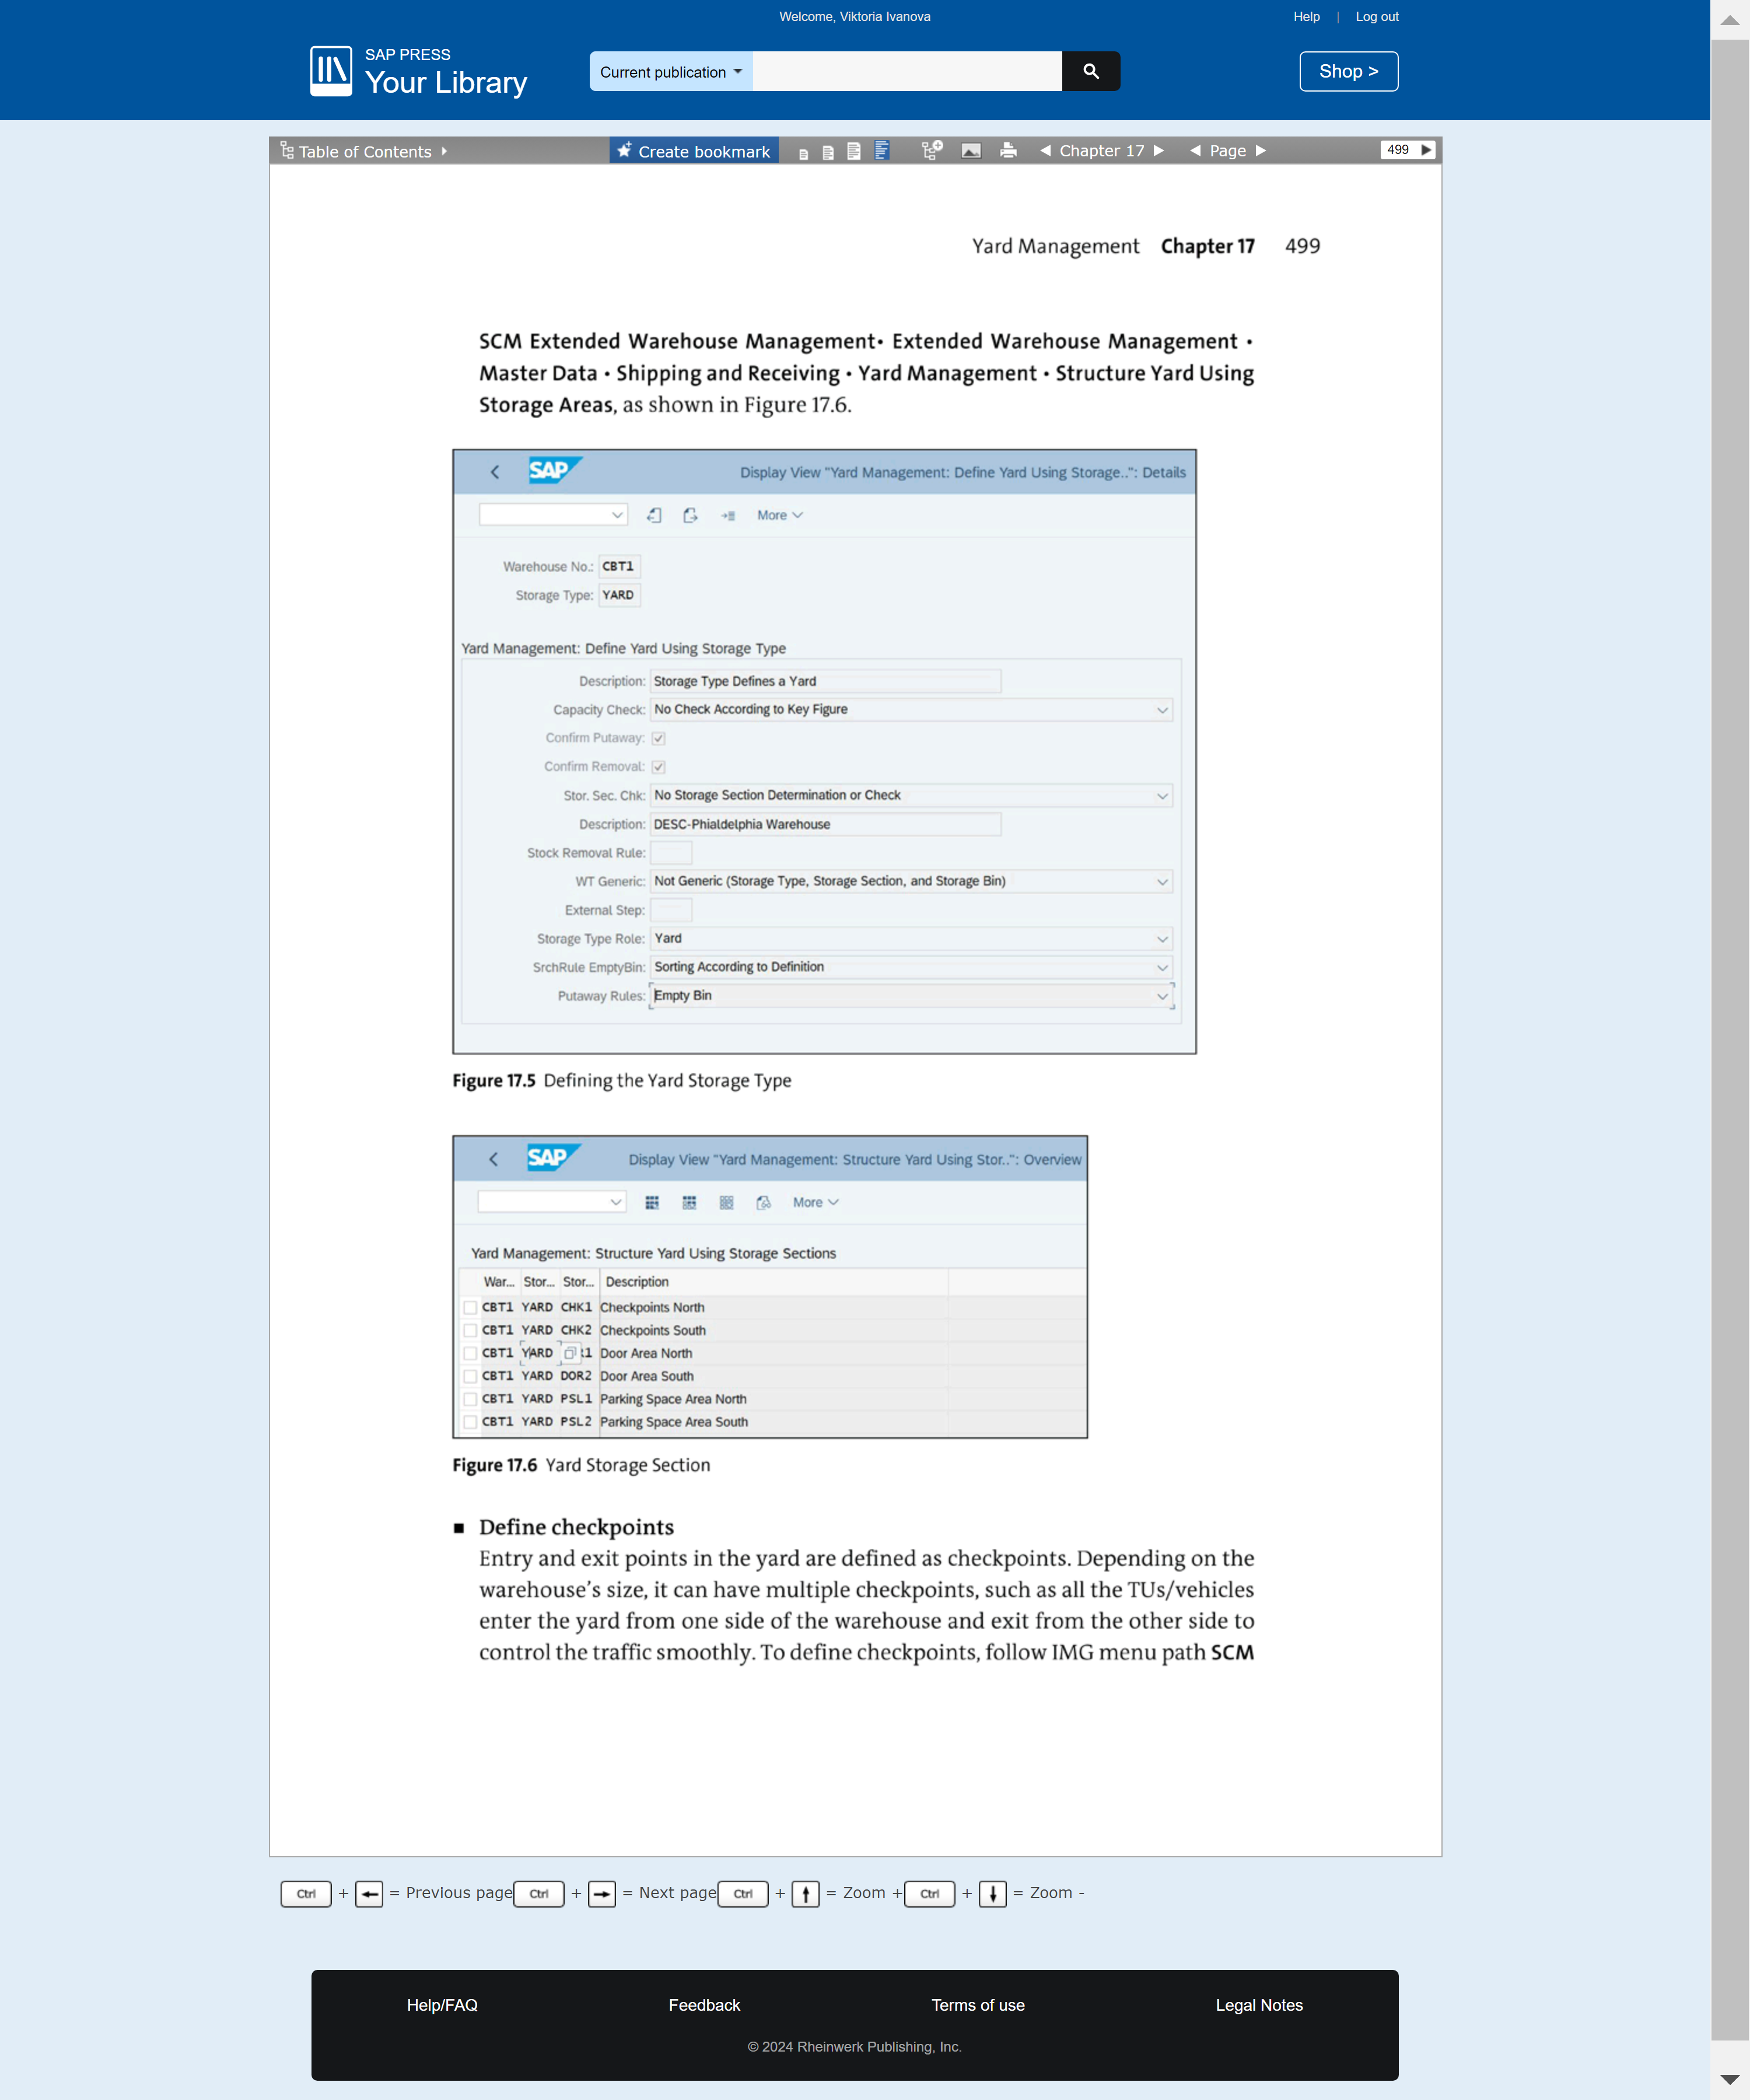 Welcome, Viktoria Ivanova
Help | Log out
SAP PRESS
Your Library
Current publication
Shop >
Table of Contents
Create bookmark
Chapter 17
Page
499
Yard Management Chapter 17 499
SCM Extended Warehouse Management• Extended Warehouse Management •
Master Data • Shipping and Receiving • Yard Management • Structure Yard Using
Storage Areas, as shown in Figure 17.6.
SAP
Display View "Yard Management: Define Yard Using Storage..": Details
More
Warehouse No.: CBT1
Storage Type: YARD
Yard Management: Define Yard Using Storage Type
Description: Storage Type Defines a Yard
Capacity Check: No Check According to Key Figure
Confirm Putaway:
Confirm Removal:
Stor. Sec. Chk: No Storage Section Determination or Check
Description: DESC-Phialdelphia Warehouse
Stock Removal Rule:
WT Generic: Not Generic (Storage Type, Storage Section, and Storage Bin)
External Step:
Storage Type Role: Yard
SrchRule EmptyBin: Sorting According to Definition
Putaway Rules: Empty Bin
Figure 17.5 Defining the Yard Storage Type
SAP
Display View "Yard Management: Structure Yard Using Stor..": Overview
More
Yard Management: Structure Yard Using Storage Sections
War... Stor... Stor... Description
CBT1 YARD CHK1 Checkpoints North
CBT1 YARD CHK2 Checkpoints South
CBT1 YARD 1 Door Area North
CBT1 YARD DOR2 Door Area South
CBT1 YARD PSL1 Parking Space Area North
CBT1 YARD PSL2 Parking Space Area South
Figure 17.6 Yard Storage Section
■ Define checkpoints
Entry and exit points in the yard are defined as checkpoints. Depending on the
warehouse's size, it can have multiple checkpoints, such as all the TUs/vehicles
enter the yard from one side of the warehouse and exit from the other side to
control the traffic smoothly. To define checkpoints, follow IMG menu path SCM
Ctrl + ← = Previous page Ctrl + → = Next page Ctrl + ↑ = Zoom + Ctrl + ↓ = Zoom -
Help/FAQ
Feedback
Terms of use
Legal Notes
© 2024 Rheinwerk Publishing, Inc.